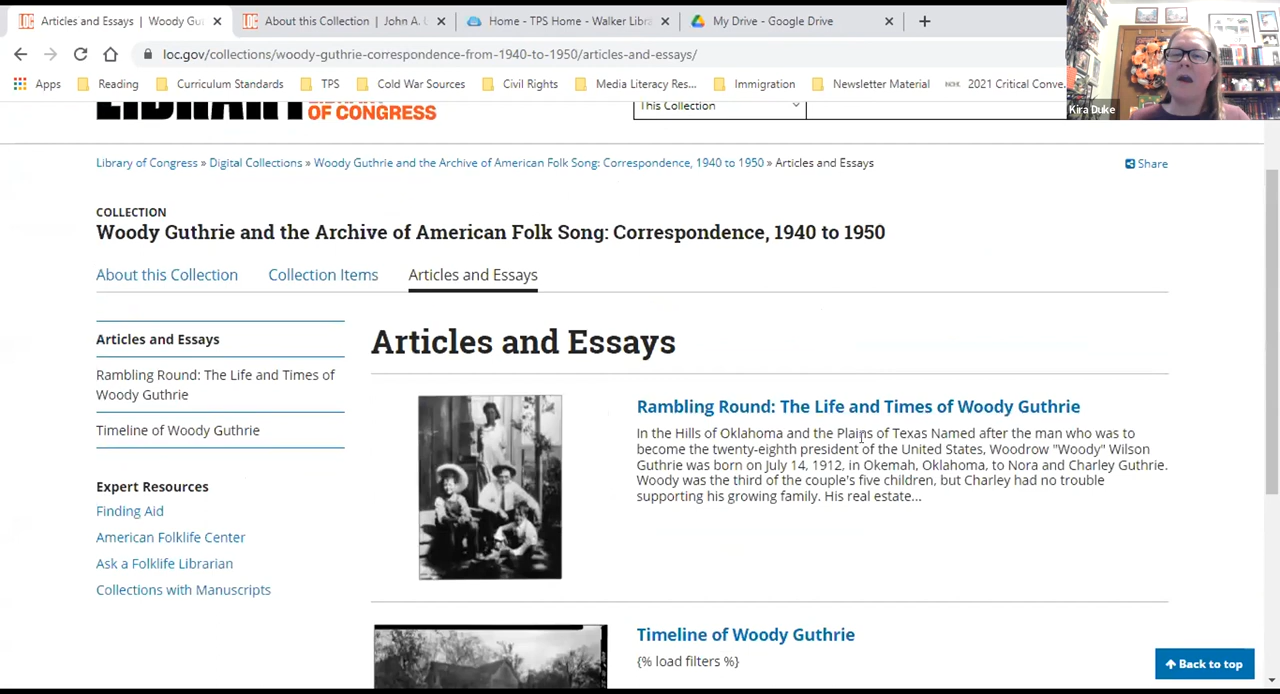 Articles and Essays | Woody Gu
About this Collection | John A.
Home - TPS Home - Walker Libra
My Drive - Google Drive
loc.gov/collections/woody-guthrie-correspondence-from-1940-to-1950/articles-and-essays/
Apps Reading Curriculum Standards TPS Cold War Sources Civil Rights Media Literacy Res... Immigration Newsletter Material 2021 Critical Conve...
Kira Duke
LIBRARY
OF CONGRESS
This Collection
Library of Congress » Digital Collections » Woody Guthrie and the Archive of American Folk Song: Correspondence, 1940 to 1950 » Articles and Essays
Share
COLLECTION
Woody Guthrie and the Archive of American Folk Song: Correspondence, 1940 to 1950
About this Collection Collection Items Articles and Essays
Articles and Essays
Rambling Round: The Life and Times of
Woody Guthrie
Timeline of Woody Guthrie
Expert Resources
Finding Aid
American Folklife Center
Ask a Folklife Librarian
Collections with Manuscripts
Articles and Essays
Rambling Round: The Life and Times of Woody Guthrie
In the Hills of Oklahoma and the Plains of Texas Named after the man who was to
become the twenty-eighth president of the United States, Woodrow "Woody" Wilson
Guthrie was born on July 14, 1912, in Okemah, Oklahoma, to Nora and Charley Guthrie.
Woody was the third of the couple's five children, but Charley had no trouble
supporting his growing family. His real estate...
Timeline of Woody Guthrie
{% load filters %}
Back to top